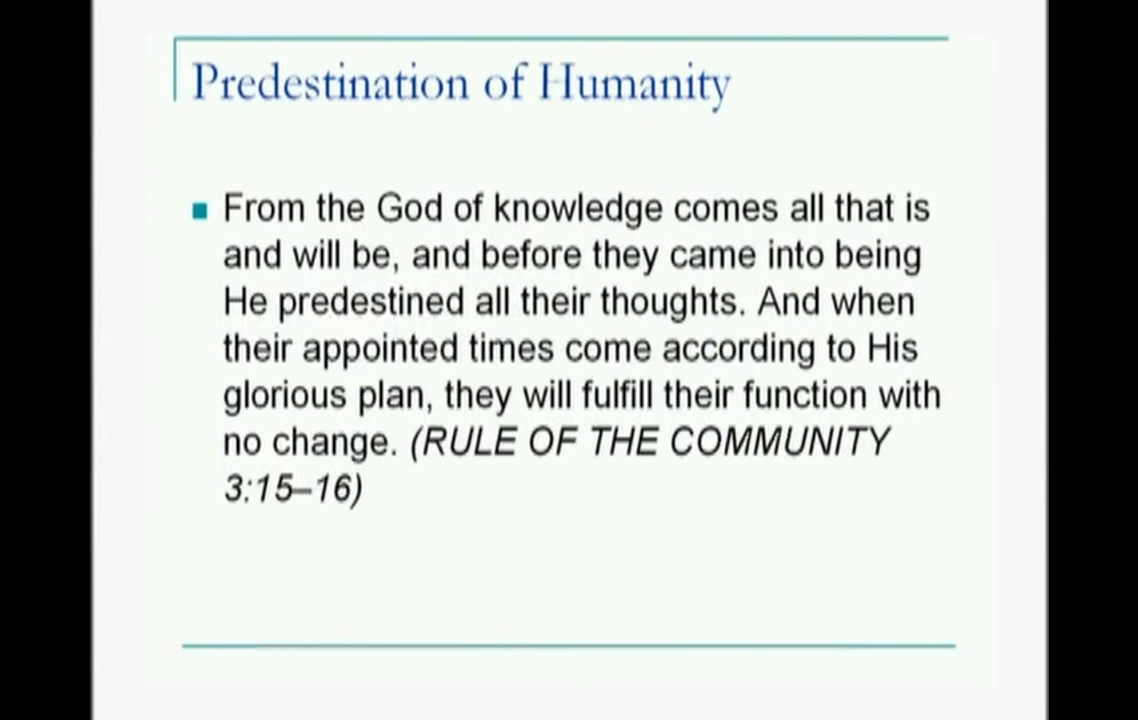 Predestination of Humanity
From the God of knowledge comes all that is
and will be, and before they came into being
He predestined all their thoughts. And when
their appointed times come according to His
glorious plan, they will fulfill their function with
no change. (RULE OF THE COMMUNITY
3:15–16)